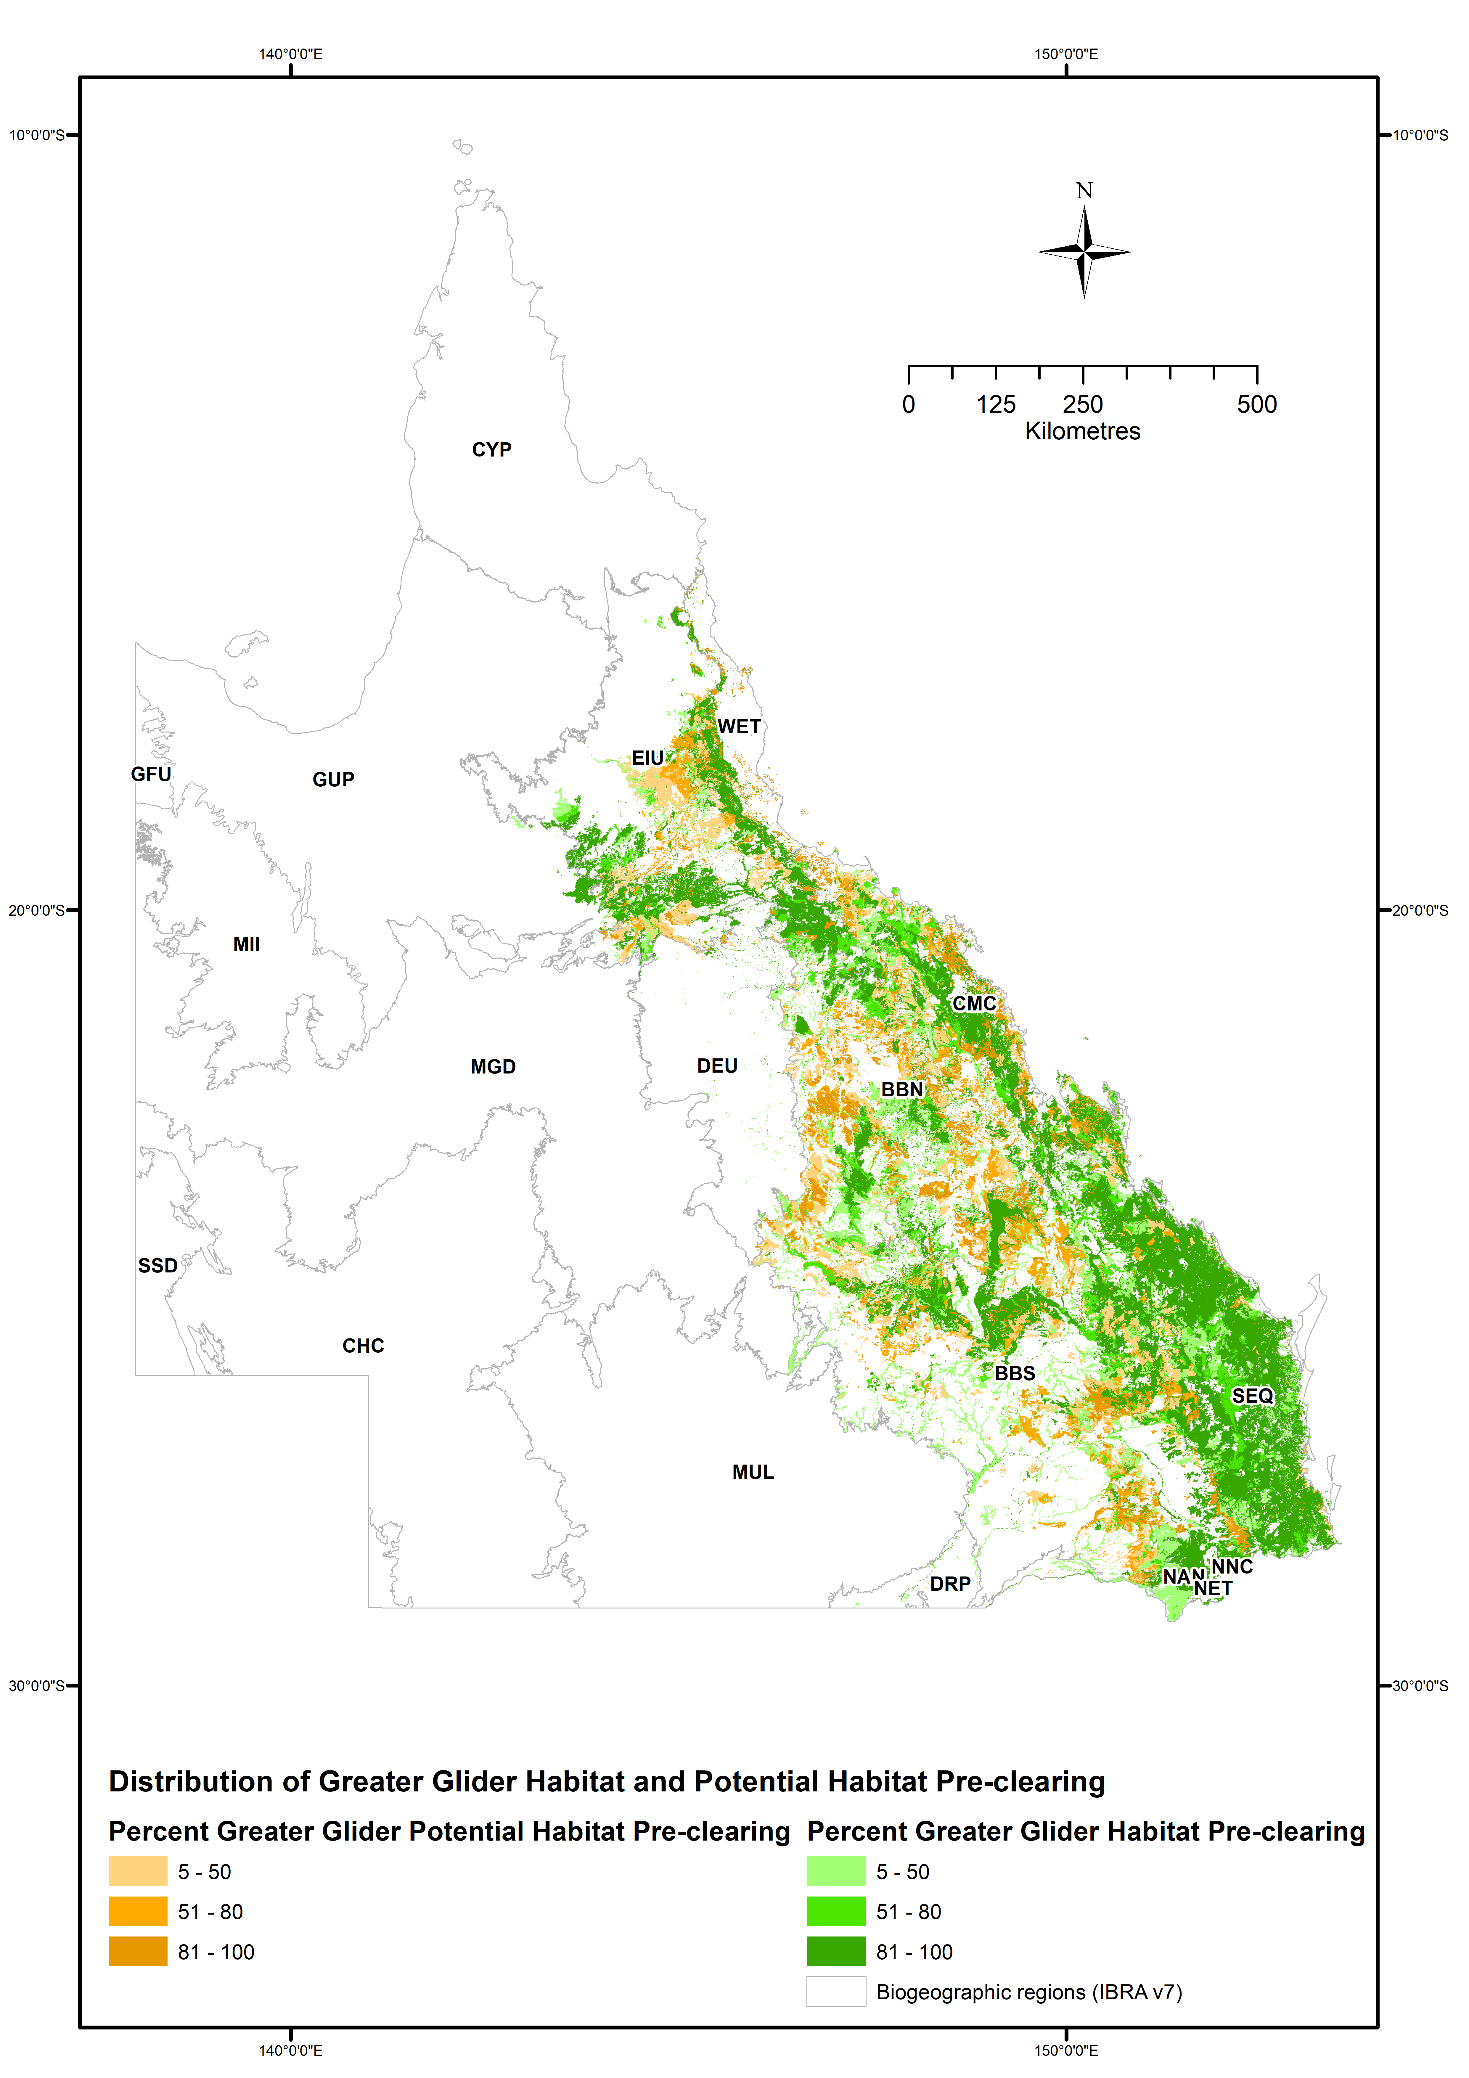 140°0'0"E 150°0'0"E
10°0'0"S 10°0'0"S
N
0 125 250 500
Kilometres
CYP
WET
EIU
GFU
GUP
20°0'0"S 20°0'0"S
MII
CMC
MGD
DEU
BBN
SSD
CHC
BBS
SEQ
MUL
NNC
NAN
DRP
NET
30°0'0"S 30°0'0"S
Distribution of Greater Glider Habitat and Potential Habitat Pre-clearing
Percent Greater Glider Potential Habitat Pre-clearing
5 - 50
51 - 80
81 - 100
Percent Greater Glider Habitat Pre-clearing
5 - 50
51 - 80
81 - 100
Biogeographic regions (IBRA v7)
140°0'0"E 150°0'0"E